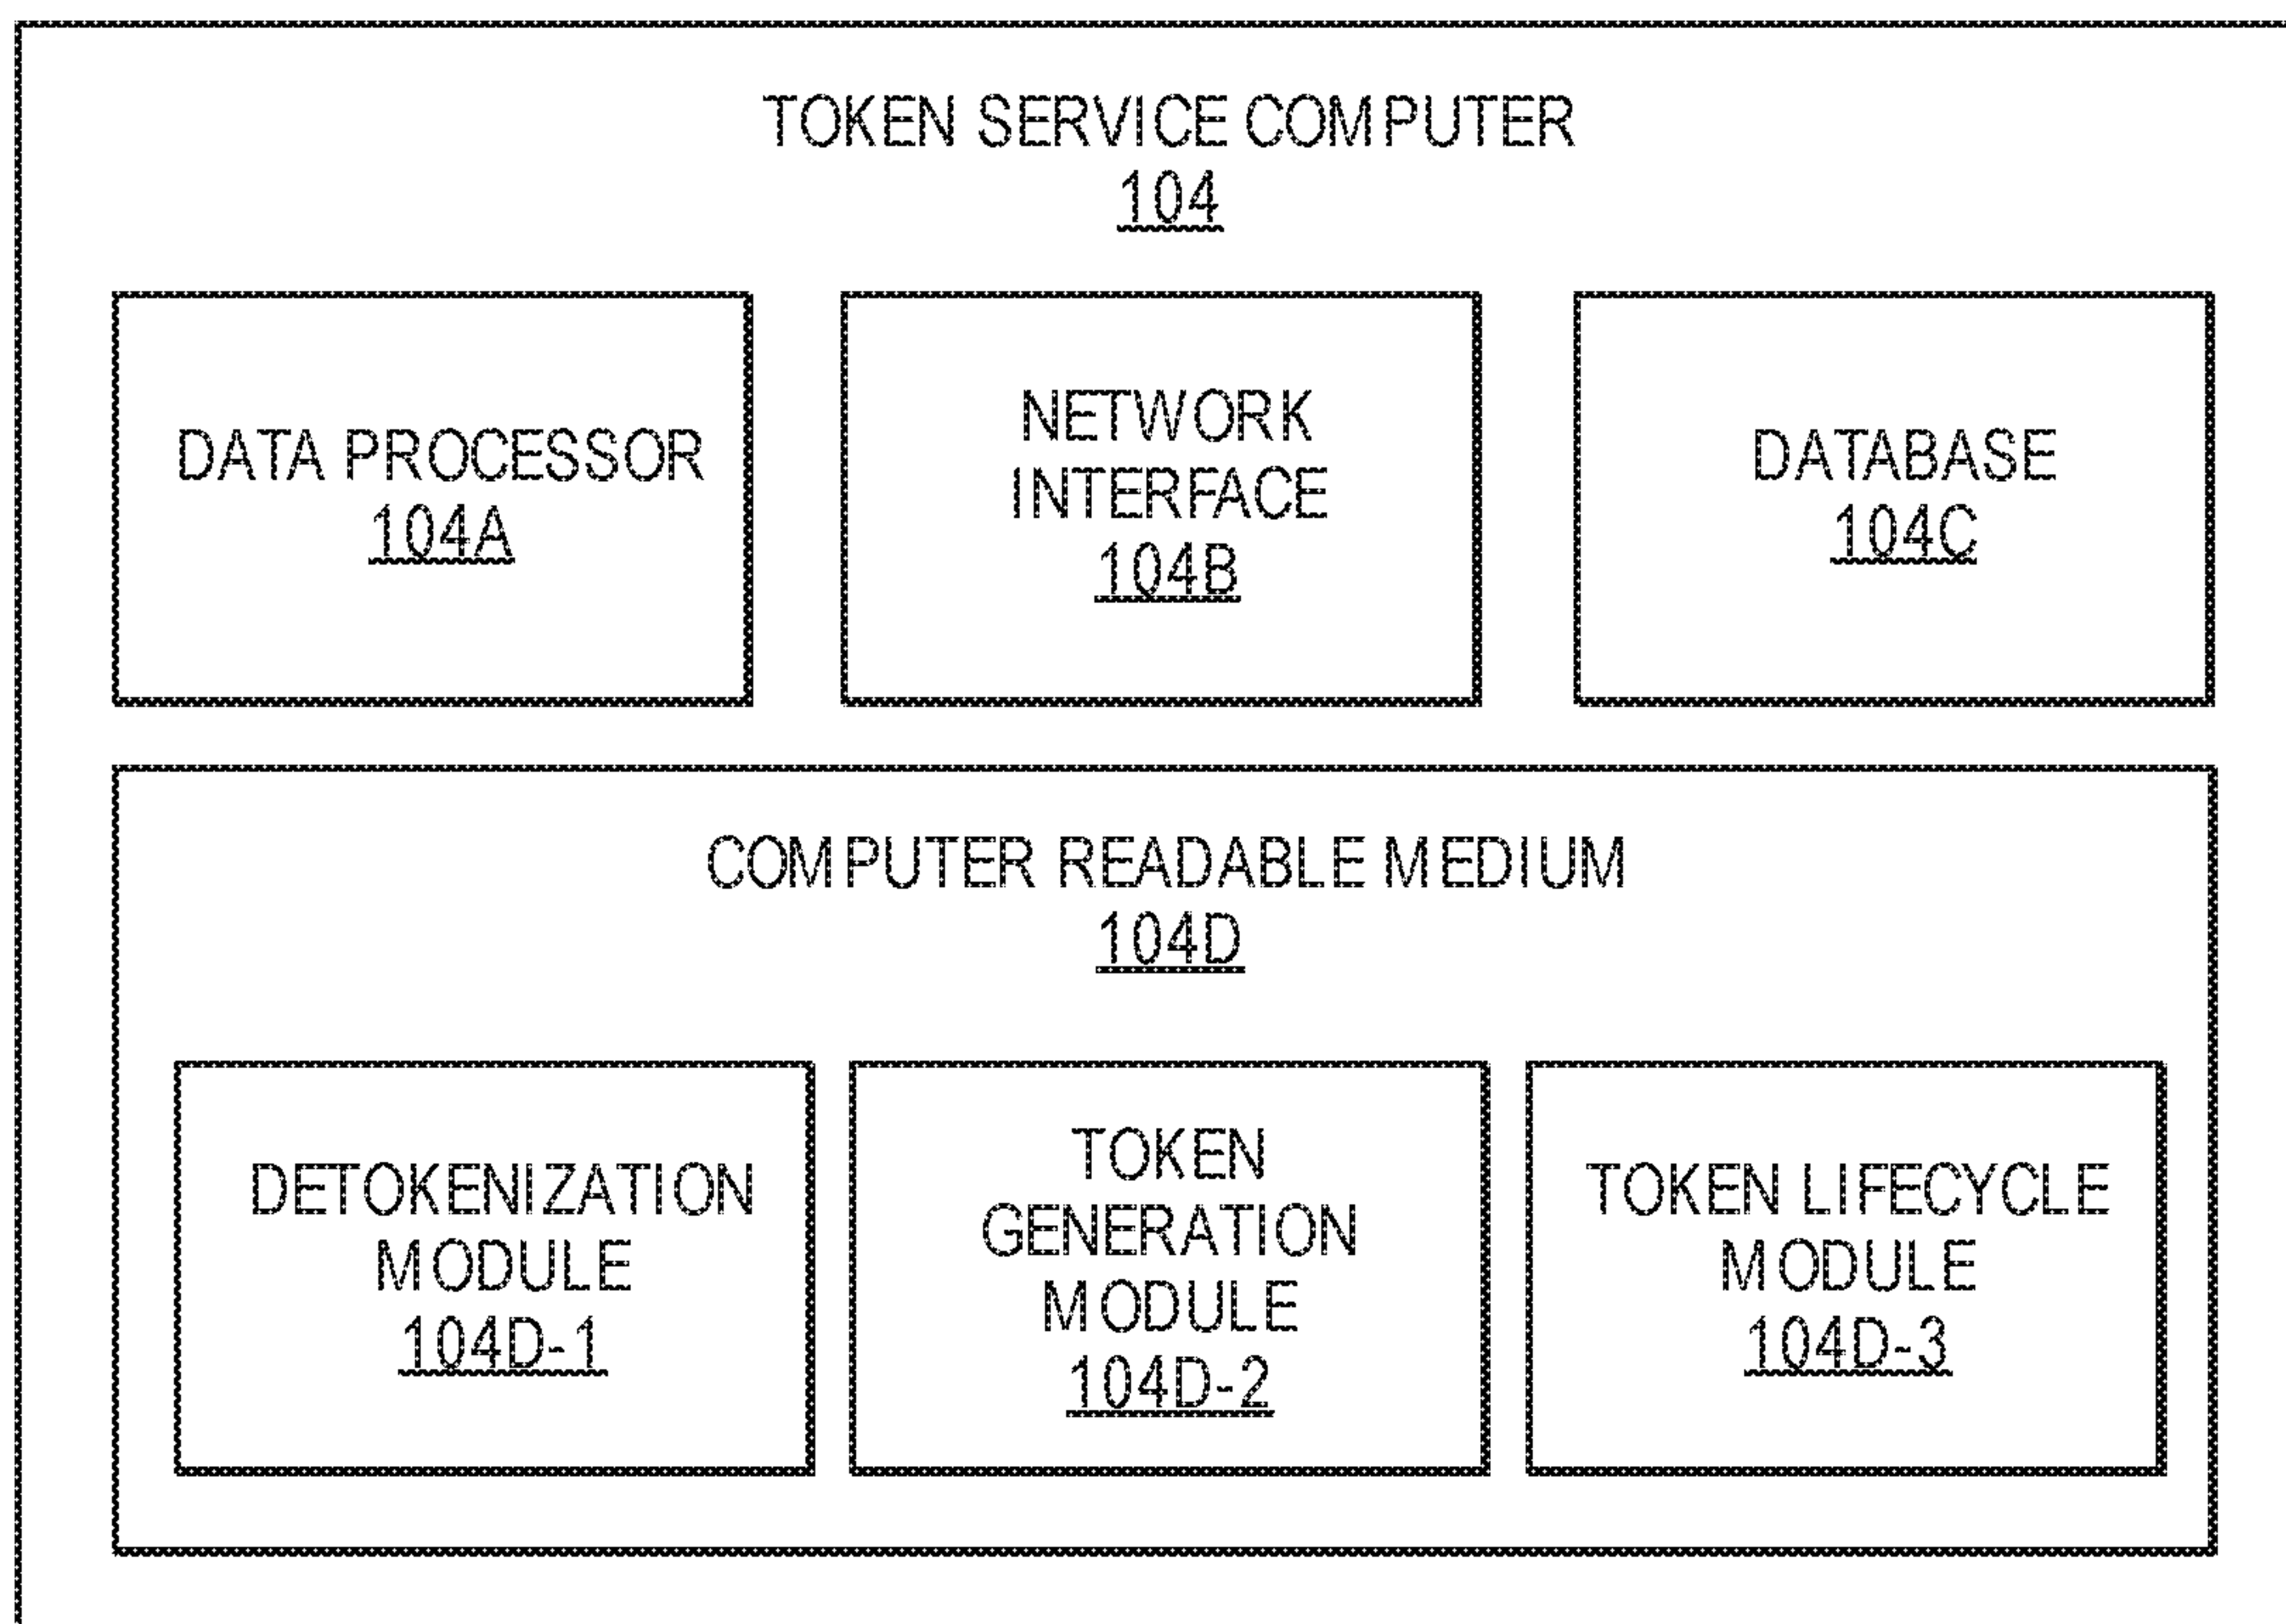 TOKEN SERVICE COMPUTER
104
DATA PROCESSOR
104A
NETWORK
INTERFACE
104B
DATABASE
104C
COMPUTER READABLE MEDIUM
104D
DETOKENIZATION
MODULE
104D-1
TOKEN
GENERATION
MODULE
104D-2
TOKEN LIFECYCLE
MODULE
104D-3